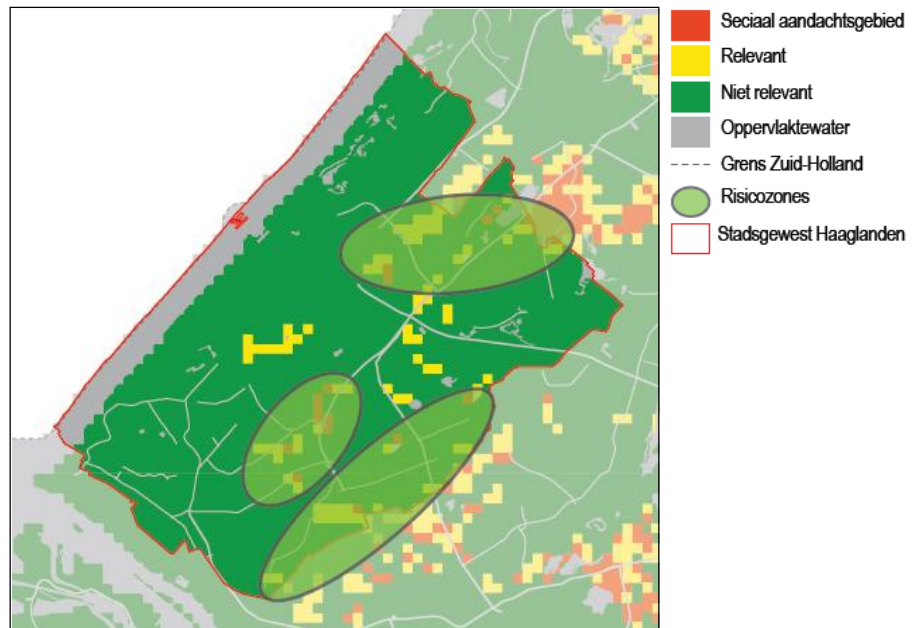 Seciaal aandachtsgebied
Relevant
Niet relevant
Oppervlaktewater
Grens Zuid-Holland
Risicozones
Stadsgewest Haaglanden